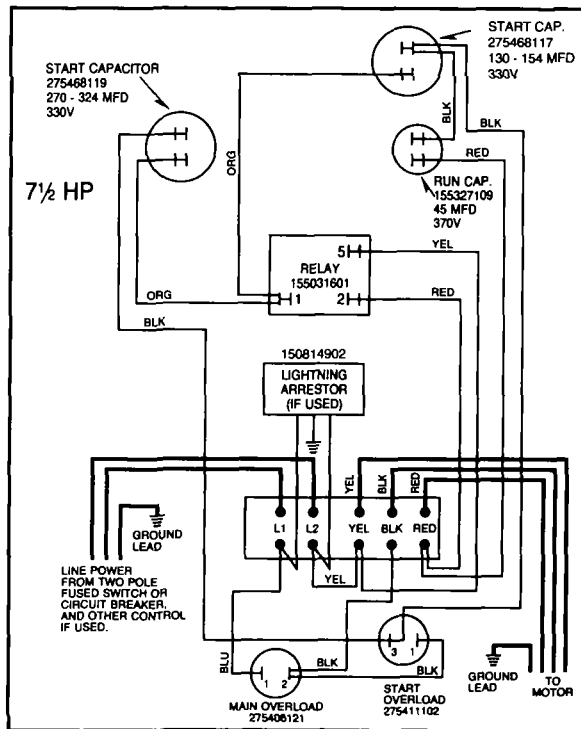 START CAP.
275468117
130 - 154 MFD
330V
START CAPACITOR
275468119
270 - 324 MFD
330V
7½ HP
ORG
BLK
BLK
RED
RUN CAP.
155327109
45 MFD
370V
YEL
5
RELAY
155031601
1
2
RED
ORG
BLK
150814902
LIGHTNING
ARRESTOR
(IF USED)
YEL
BLK
RED
L1
L2
YEL
BLK
RED
GROUND
LEAD
LINE POWER
FROM TWO POLE
FUSED SWITCH OR
CIRCUIT BREAKER,
AND OTHER CONTROL
IF USED.
YEL
BLU
BLK
BLK
3
1
1
2
MAIN OVERLOAD
275406121
START
OVERLOAD
275411102
GROUND
LEAD
TO
MOTOR